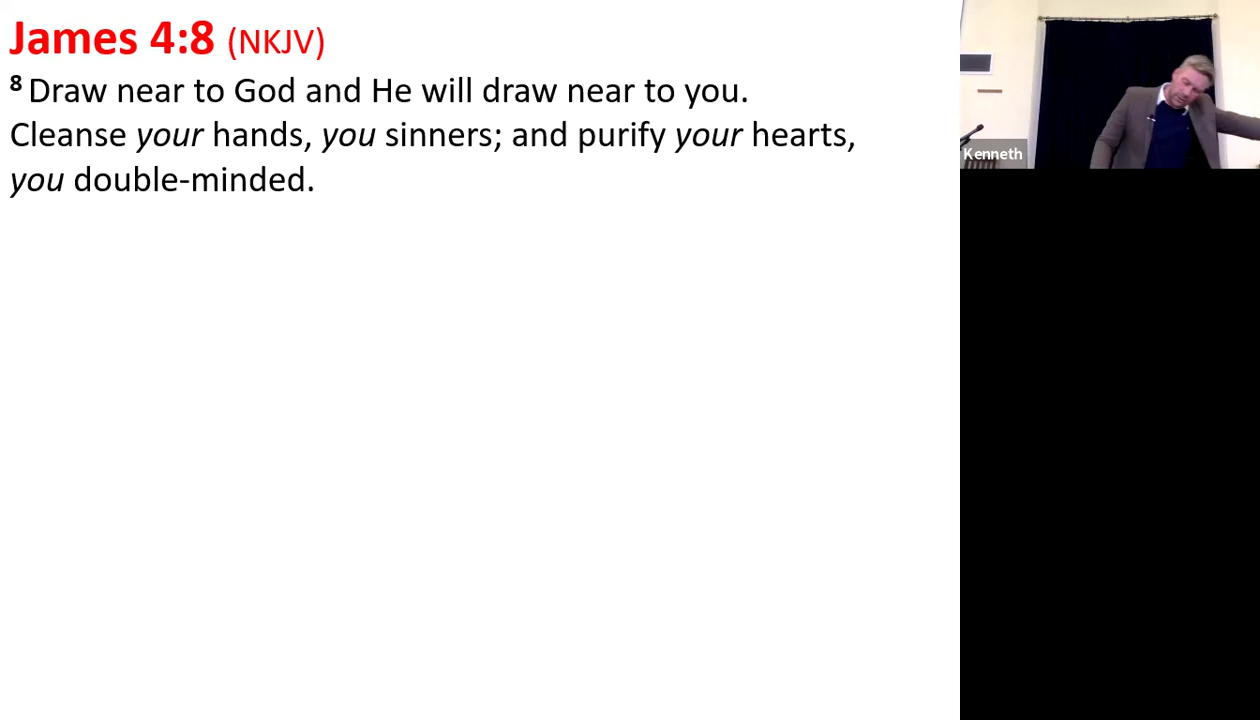 James 4:8 (NKJV)
8 Draw near to God and He will draw near to you.
Cleanse your hands, you sinners; and purify your hearts,
you double-minded.
Kenneth